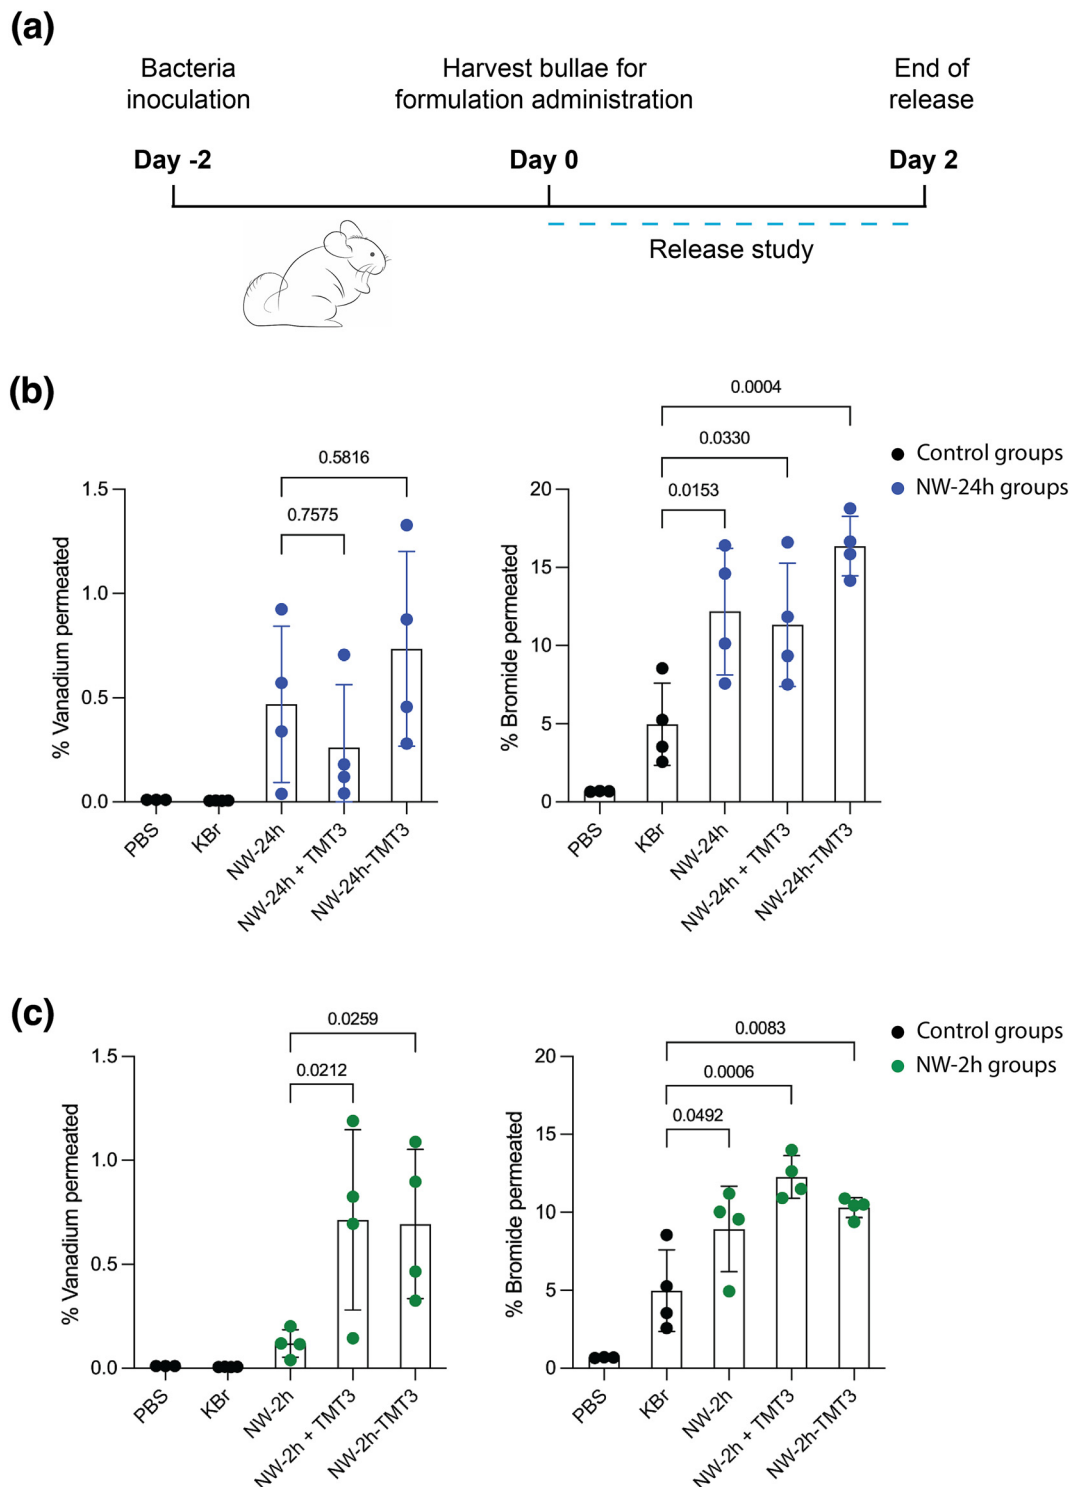 (a)
Bacteria
inoculation
Harvest bullae for
formulation administration
End of
release
Day -2
Day 0
Day 2
Release study
(b)
0.5816
0.7575
1.5
1.0
0.5
0.0
% Vanadium permeated
PBS
KBr
NW-24h
NW-24h + TMT3
NW-24h-TMT3
0.0004
0.0330
0.0153
20
15
10
5
0
% Bromide permeated
PBS
KBr
NW-24h
NW-24h + TMT3
NW-24h-TMT3
Control groups
NW-24h groups
(c)
0.0259
0.0212
1.5
1.0
0.5
0.0
% Vanadium permeated
PBS
KBr
NW-2h
NW-2h + TMT3
NW-2h-TMT3
0.0083
0.0006
0.0492
20
15
10
5
0
% Bromide permeated
PBS
KBr
NW-2h
NW-2h + TMT3
NW-2h-TMT3
Control groups
NW-2h groups